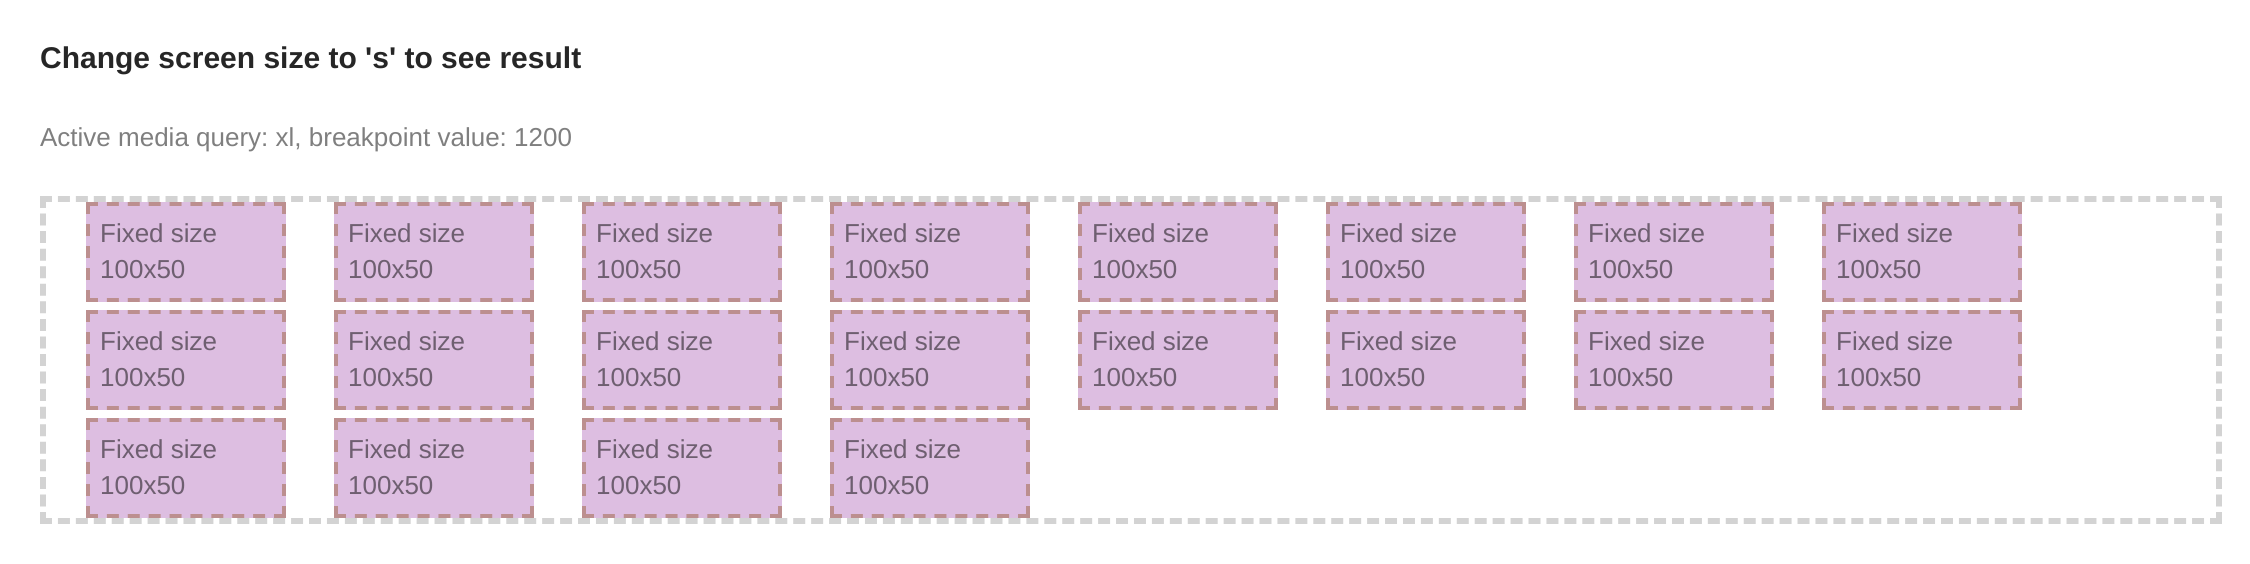 Change screen size to 's' to see result
Active media query: xl, breakpoint value: 1200
Fixed size Fixed size Fixed size Fixed size Fixed size Fixed size Fixed size Fixed size
100x50 100x50 100x50 100x50 100x50 100x50 100x50 100x50
Fixed size Fixed size Fixed size Fixed size Fixed size Fixed size Fixed size Fixed size
100x50 100x50 100x50 100x50 100x50 100x50 100x50 100x50
Fixed size Fixed size Fixed size Fixed size
100x50 100x50 100x50 100x50